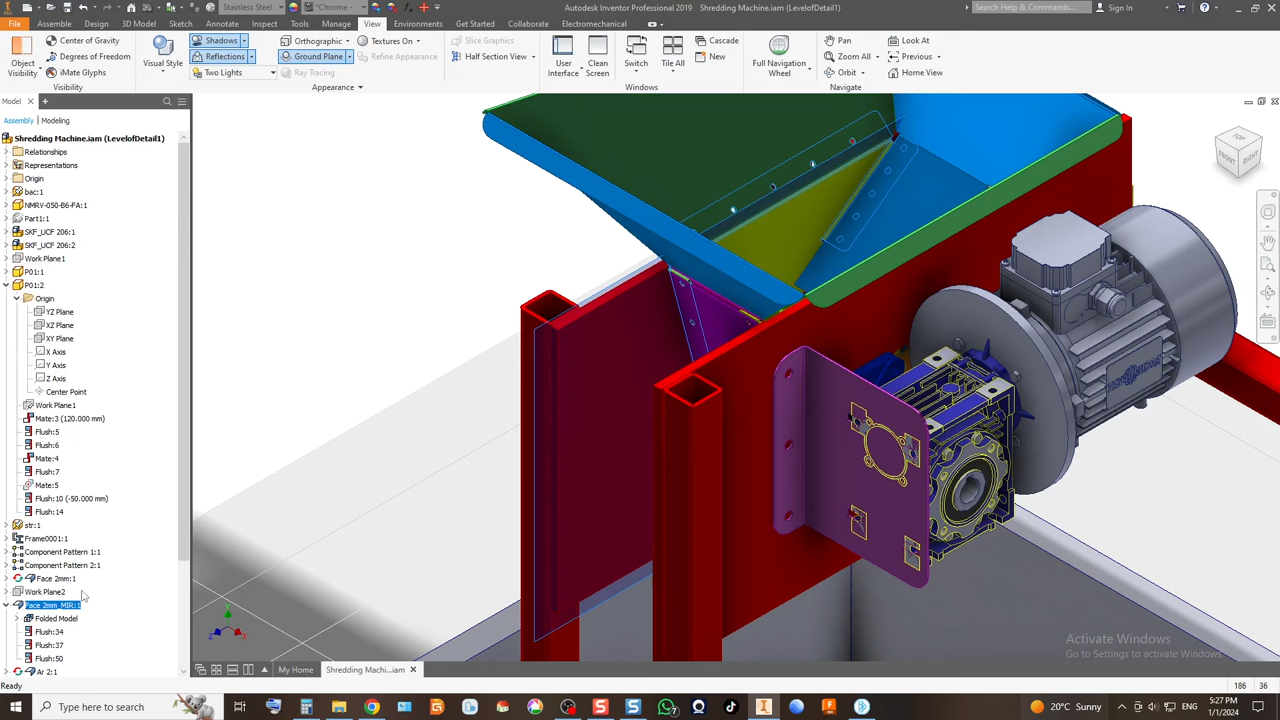 Stainless Steel
*Chrome
Autodesk Inventor Professional 2019 Shredding Machine.iam (LevelofDetail1)
Search Help & Commands...
Sign In
File
Assemble
Design
3D Model
Sketch
Annotate
Inspect
Tools
Manage
View
Environments
Get Started
Collaborate
Electromechanical
Object
Visibility
Center of Gravity
Degrees of Freedom
iMate Glyphs
Visibility
Visual Style
Shadows
Reflections
Two Lights
Orthographic
Ground Plane
Ray Tracing
Textures On
Refine Appearance
Appearance
Slice Graphics
Half Section View
User
Interface
Clean
Screen
Switch
Tile All
Cascade
New
Windows
Full Navigation
Wheel
Pan
Zoom All
Orbit
Look At
Previous
Home View
Navigate
Model
Assembly
Modeling
Shredding Machine.iam (LevelofDetail1)
Relationships
Representations
Origin
bac:1
NMRV-050-B6-FA:1
Part1:1
SKF_UCF 206:1
SKF_UCF 206:2
Work Plane1
P01:1
P01:2
Origin
YZ Plane
XZ Plane
XY Plane
X Axis
Y Axis
Z Axis
Center Point
Work Plane1
Mate:3 (120.000 mm)
Flush:5
Flush:6
Mate:4
Flush:7
Mate:5
Flush:10 (-50.000 mm)
Flush:14
str:1
Frame0001:1
Component Pattern 1:1
Component Pattern 2:1
Face 2mm:1
Work Plane2
Face 2mm_MIR:1
Folded Model
Flush:34
Flush:37
Flush:50
Ar 2:1
TOP
FRONT
RIGHT
Y
Z
X
Activate Windows
Go to Settings to activate Windows.
My Home
Shredding Machi...iam
Ready
186
36
Type here to search
20°C Sunny
5:27 PM
1/1/2024